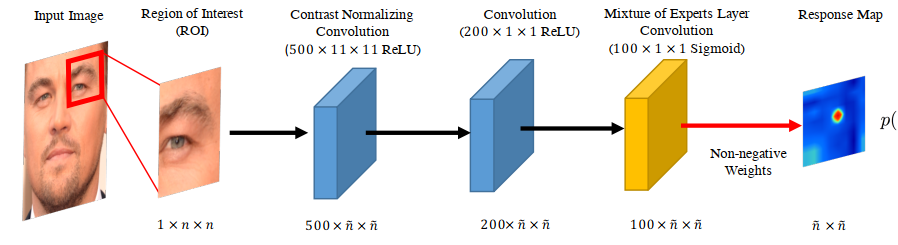 Input Image
Region of Interest
(ROI)
Contrast Normalizing
Convolution
(500 × 11 × 11 ReLU)
Convolution
(200 × 1 × 1 ReLU)
Mixture of Experts Layer
Convolution
(100 × 1 × 1 Sigmoid)
Response Map
p(
Non-negative
Weights
1 × n × n
500 × ñ × ñ
200× ñ × ñ
100 × ñ × ñ
ñ × ñ